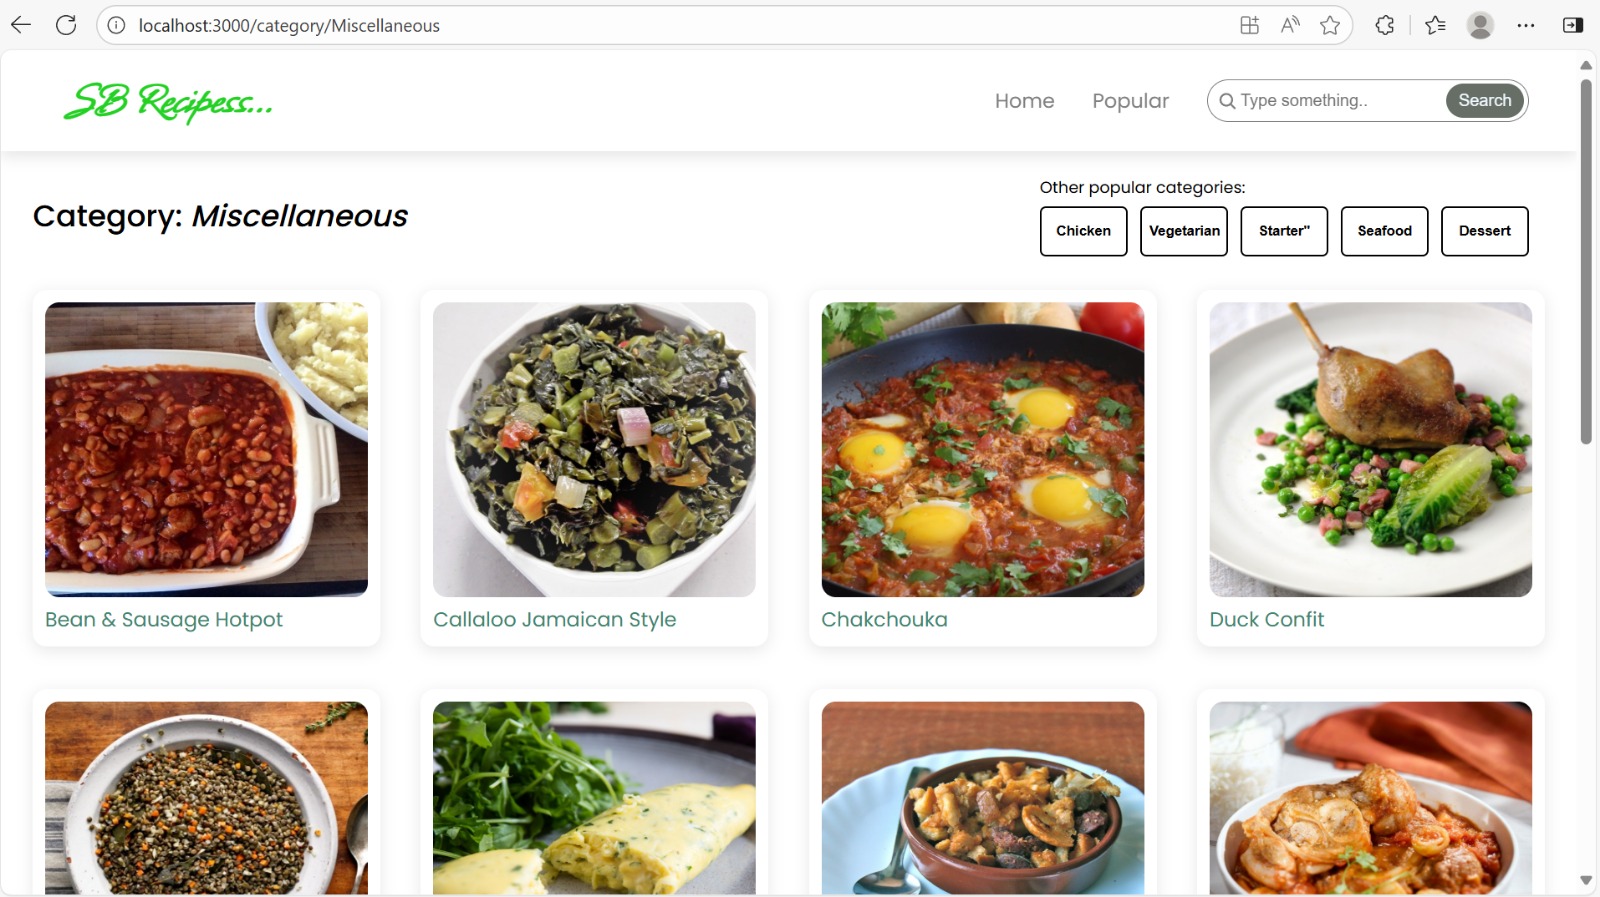 localhost:3000/category/Miscellaneous
SB Recipess...
Home
Popular
Type something..
Search
Category: Miscellaneous
Other popular categories:
Chicken
Vegetarian
Starter"
Seafood
Dessert
Bean & Sausage Hotpot
Callaloo Jamaican Style
Chakchouka
Duck Confit